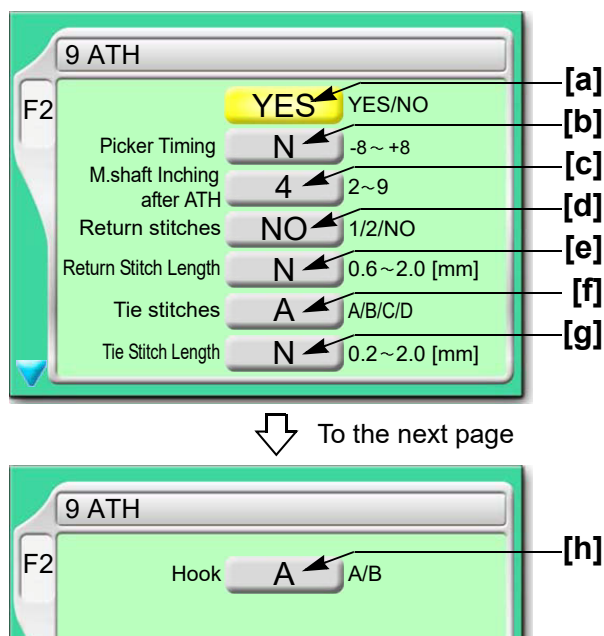 9 ATH
F2
YES YES/NO [a]
Picker Timing N -8～+8 [b]
M.shaft Inching
after ATH 4 2～9 [c]
Return stitches NO 1/2/NO [d]
Return Stitch Length N 0.6～2.0 [mm] [e]
Tie stitches A A/B/C/D [f]
Tie Stitch Length N 0.2～2.0 [mm] [g]
To the next page
9 ATH
F2
Hook A A/B [h]